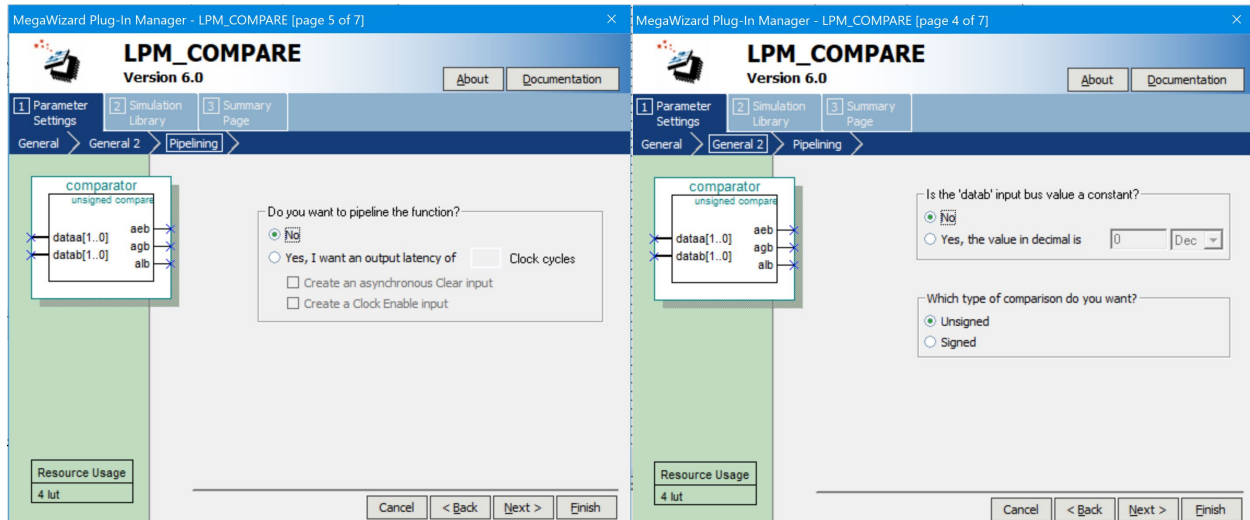 MegaWizard Plug-In Manager - LPM_COMPARE [page 5 of 7]
LPM_COMPARE
Version 6.0
About
Documentation
1 Parameter Settings
2 Simulation Library
3 Summary Page
General
General 2
Pipelining
comparator
unsigned compare
dataa[1..0]
datab[1..0]
aeb
agb
alb
Do you want to pipeline the function?
No
Yes, I want an output latency of
Clock cycles
Create an asynchronous Clear input
Create a Clock Enable input
Resource Usage
4 lut
Cancel
< Back
Next >
Finish
MegaWizard Plug-In Manager - LPM_COMPARE [page 4 of 7]
LPM_COMPARE
Version 6.0
About
Documentation
1 Parameter Settings
2 Simulation Library
3 Summary Page
General
General 2
Pipelining
comparator
unsigned compare
dataa[1..0]
datab[1..0]
aeb
agb
alb
Is the 'datab' input bus value a constant?
No
Yes, the value in decimal is
0
Dec
Which type of comparison do you want?
Unsigned
Signed
Resource Usage
4 lut
Cancel
< Back
Next >
Finish